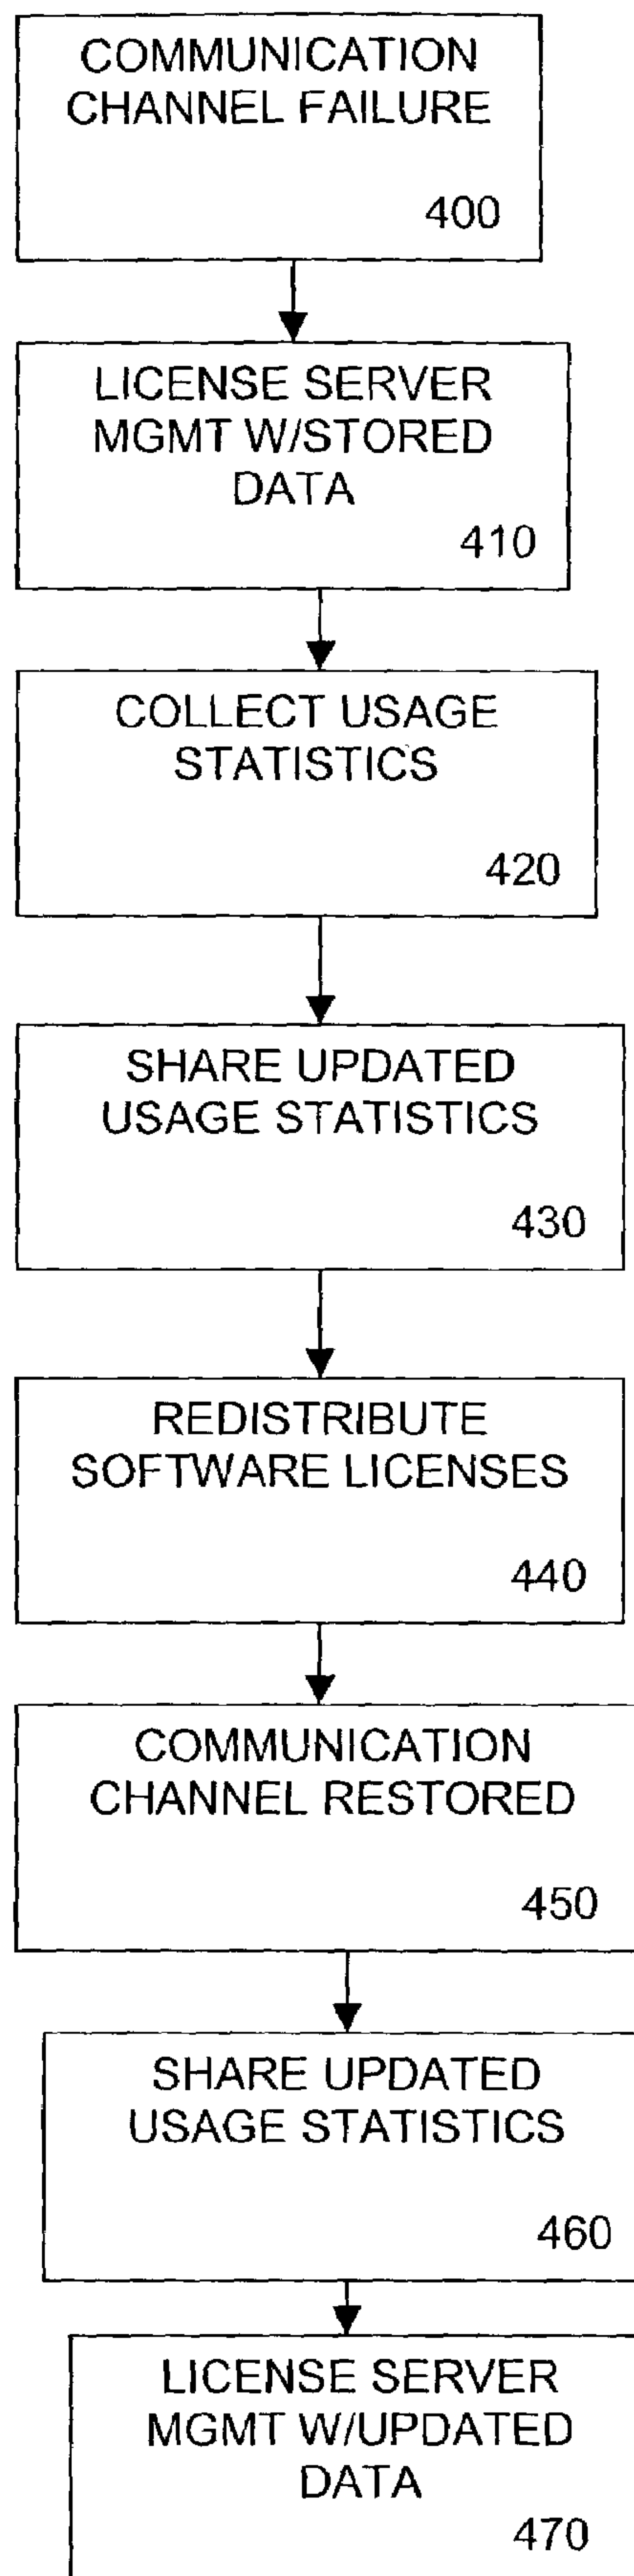 COMMUNICATION
CHANNEL FAILURE
400
LICENSE SERVER
MGMT W/STORED
DATA
410
COLLECT USAGE
STATISTICS
420
SHARE UPDATED
USAGE STATISTICS
430
REDISTRIBUTE
SOFTWARE LICENSES
440
COMMUNICATION
CHANNEL RESTORED
450
SHARE UPDATED
USAGE STATISTICS
460
LICENSE SERVER
MGMT W/UPDATED
DATA
470